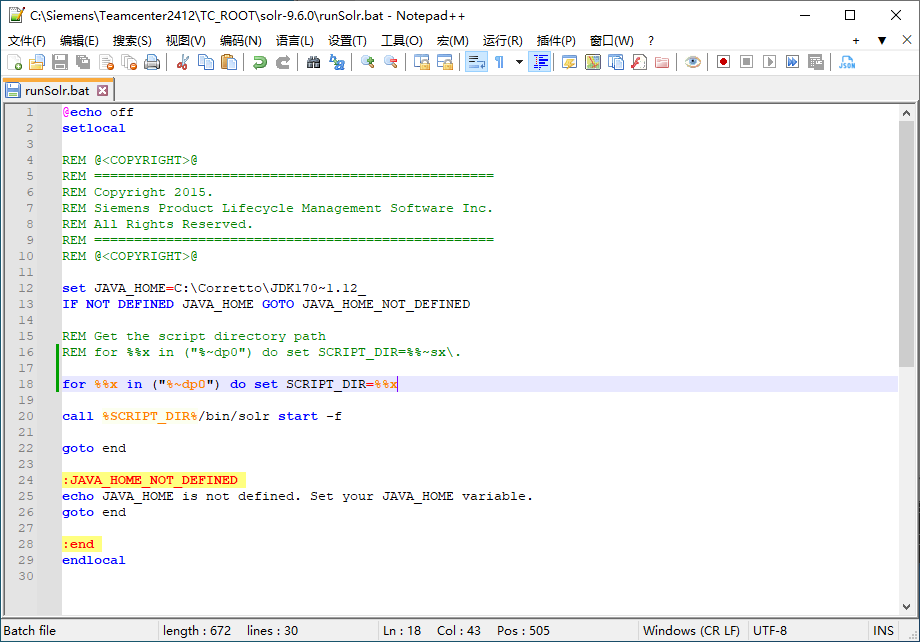 C:\Siemens\Teamcenter2412\TC_ROOT\solr-9.6.0\runSolr.bat - Notepad++
文件(F) 编辑(E) 搜索(S) 视图(V) 编码(N) 语言(L) 设置(T) 工具(O) 宏(M) 运行(R) 插件(P) 窗口(W) ?
JSON
runSolr.bat
1 @echo off
2 setlocal
3
4 REM @<COPYRIGHT>@
5 REM ==================================================
6 REM Copyright 2015.
7 REM Siemens Product Lifecycle Management Software Inc.
8 REM All Rights Reserved.
9 REM ==================================================
10 REM @<COPYRIGHT>@
11
12 set JAVA_HOME=C:\Corretto\JDK170~1.12_
13 IF NOT DEFINED JAVA_HOME GOTO JAVA_HOME_NOT_DEFINED
14
15 REM Get the script directory path
16 REM for %%x in ("%~dp0") do set SCRIPT_DIR=%%~sx\.
17
18 for %%x in ("%~dp0") do set SCRIPT_DIR=%%x
19
20 call %SCRIPT_DIR%/bin/solr start -f
21
22 goto end
23
24 :JAVA_HOME_NOT_DEFINED
25 echo JAVA_HOME is not defined. Set your JAVA_HOME variable.
26 goto end
27
28 :end
29 endlocal
30
Batch file length : 672 lines : 30 Ln : 18 Col : 43 Pos : 505 Windows (CR LF) UTF-8 INS